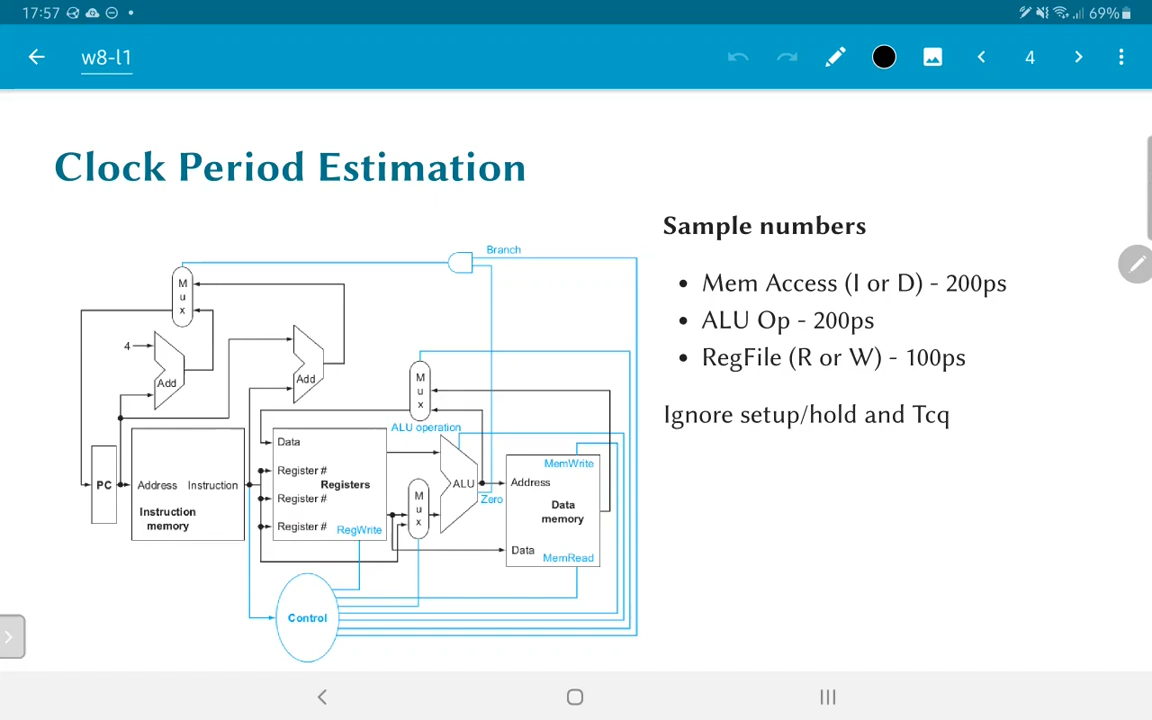 17:57
69%
w8-l1
4
Clock Period Estimation
Sample numbers
• Mem Access (I or D) - 200ps
• ALU Op - 200ps
• RegFile (R or W) - 100ps
Ignore setup/hold and Tcq
Branch
M
u
x
4
Add
Add
M
u
x
ALU operation
Data
Register #
Registers
Register #
Register #
RegWrite
PC
Address
Instruction
Instruction
memory
M
u
x
ALU
Zero
MemWrite
Address
Data
memory
Data
MemRead
Control